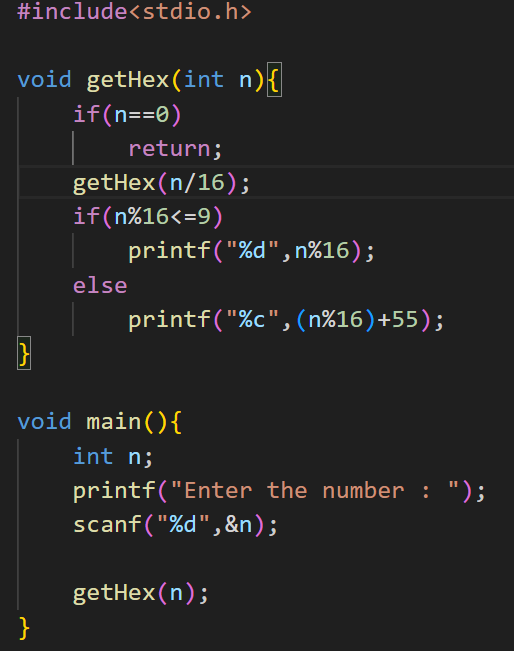 #include<stdio.h>
void getHex(int n){
if(n==0)
return;
getHex(n/16);
if(n%16<=9)
printf("%d",n%16);
else
printf("%c",(n%16)+55);
}
void main(){
int n;
printf("Enter the number : ");
scanf("%d",&n);
getHex(n);
}